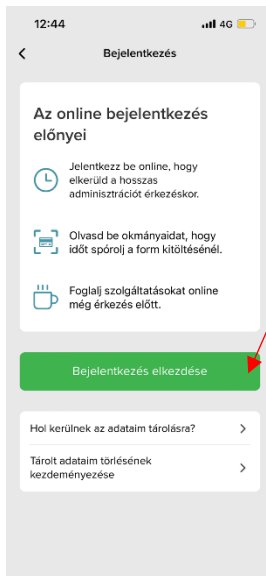 12:44
4G
Bejelentkezés
Az online bejelentkezés
előnyei
Jelentkezz be online, hogy
elkerüld a hosszas
adminisztrációt érkezéskor.
Olvasd be okmányaidat, hogy
időt spórolj a form kitöltésénél.
Foglalj szolgáltatásokat online
még érkezés előtt.
Bejelentkezés elkezdése
Hol kerülnek az adataim tárolásra?
Tárolt adataim törlésének
kezdeményezése